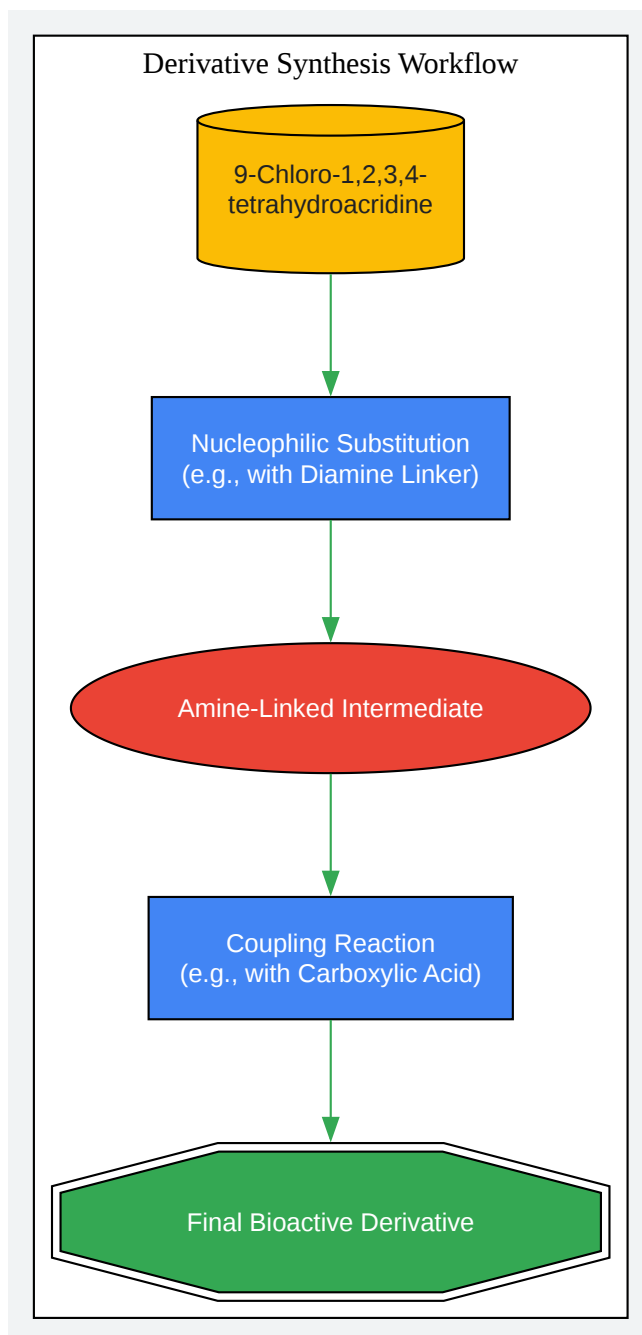 Derivative Synthesis Workflow
9-Chloro-1,2,3,4-
tetrahydroacridine
Nucleophilic Substitution
(e.g., with Diamine Linker)
Amine-Linked Intermediate
Coupling Reaction
(e.g., with Carboxylic Acid)
Final Bioactive Derivative